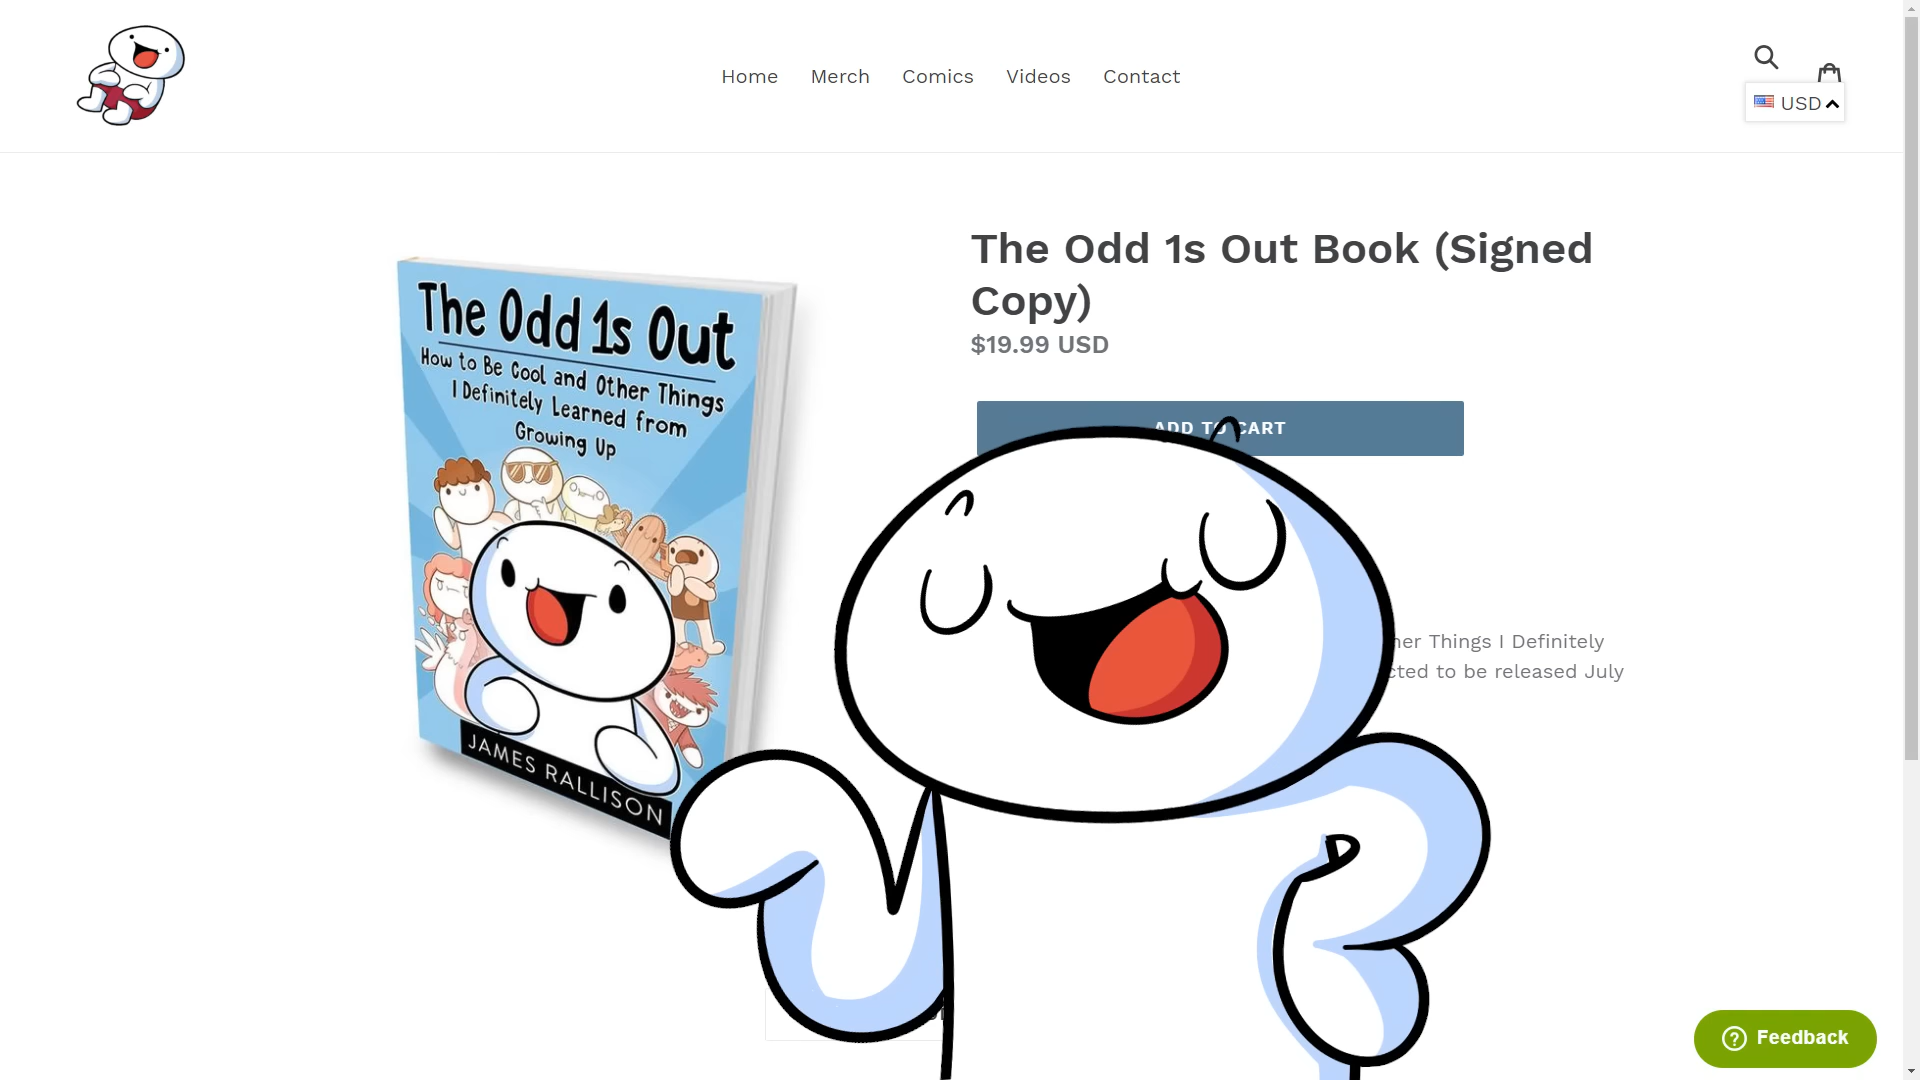 Home Merch Comics Videos Contact
USD
The Odd 1s Out Book (Signed
Copy)
$19.99 USD
ADD TO CART
The Odd 1s Out
How to Be Cool and Other Things
I Definitely Learned from
Growing Up
JAMES RALLISON
Things I Definitely
to be released July
Feedback